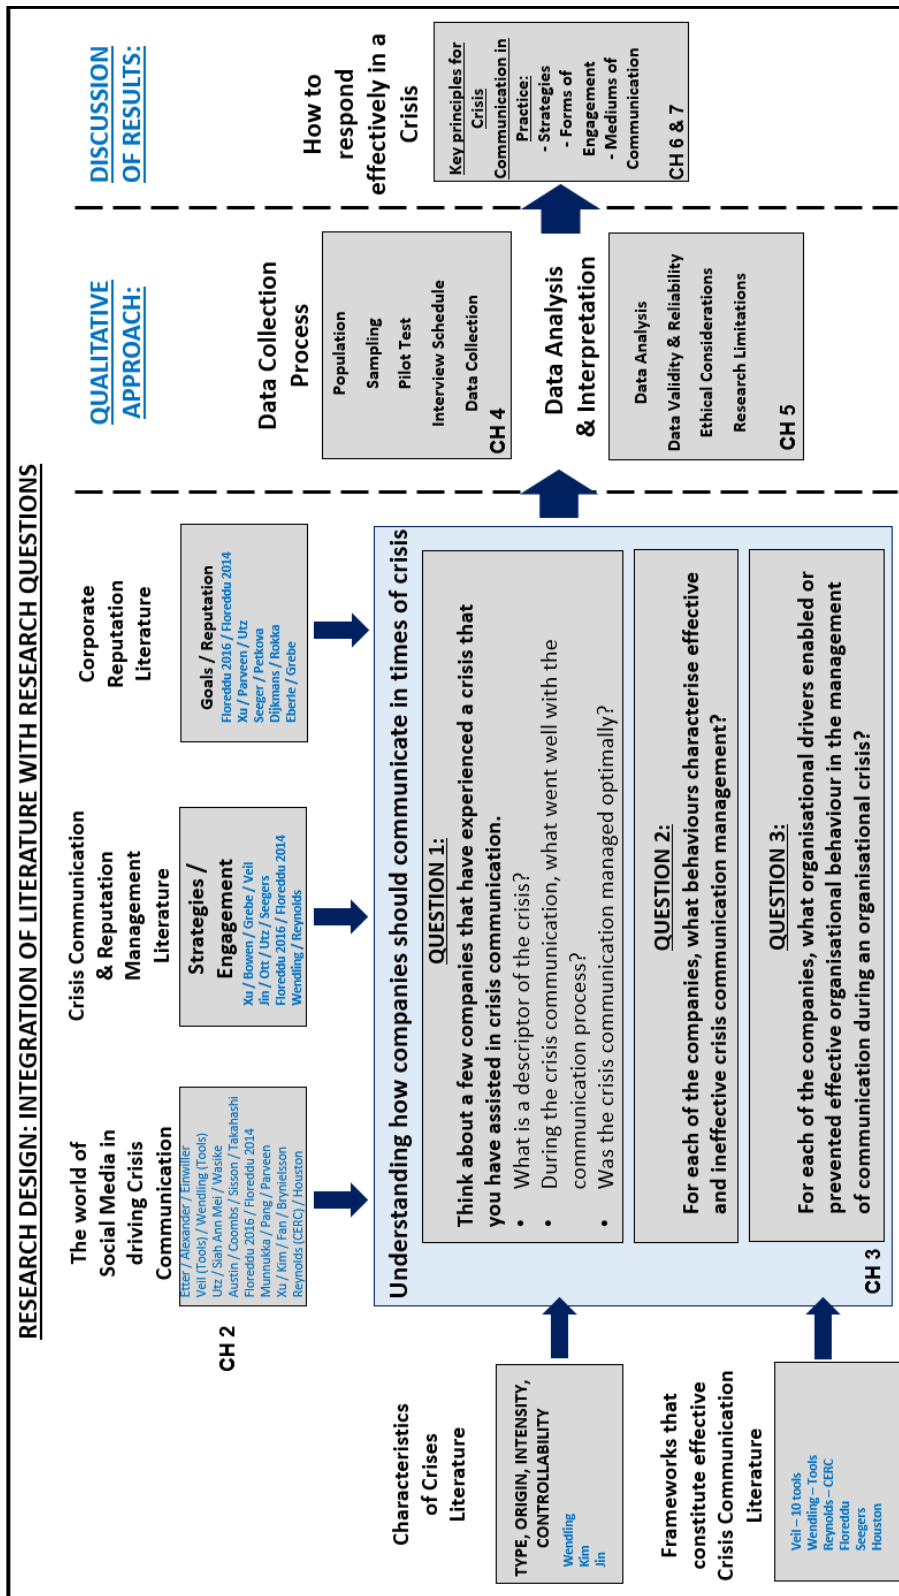 RESEARCH DESIGN: INTEGRATION OF LITERATURE WITH RESEARCH QUESTIONS
The world of
Social Media in
driving Crisis
Communication
Etter / Alexander / Einwiller
Veil (Tools) / Wendling (Tools)
Utz / Siah Ann Mei / Wasike
Austin / Coombs / Sisson / Takahashi
Floreddu 2016 / Floreddu 2014
Munnukka / Pang / Parveen
Xu / Kim / Fan / Brynielsson
Reynolds (CERC) / Houston
CH 2
Crisis Communication
& Reputation
Management
Literature
Strategies /
Engagement
Xu / Bowen / Grebe / Veil
Jin / Ott / Utz / Seegers
Floreddu 2016 / Floreddu 2014
Wendling / Reynolds
Corporate
Reputation
Literature
Goals / Reputation
Floreddu 2016 / Floreddu 2014
Xu / Parveen / Utz
Seeger / Petkova
Dijkmans / Rokka
Eberle / Grebe
Characteristics
of Crises
Literature
TYPE, ORIGIN, INTENSITY,
CONTROLLABILITY
Wendling
Kim
Jin
Frameworks that
constitute effective
Crisis Communication
Literature
Veil – 10 tools
Wendling – Tools
Reynolds – CERC
Floreddu
Seegers
Houston
Understanding how companies should communicate in times of crisis
QUESTION 1:
Think about a few companies that have experienced a crisis that
you have assisted in crisis communication.
• What is a descriptor of the crisis?
• During the crisis communication, what went well with the
communication process?
• Was the crisis communication managed optimally?
QUESTION 2:
For each of the companies, what behaviours characterise effective
and ineffective crisis communication management?
QUESTION 3:
For each of the companies, what organisational drivers enabled or
prevented effective organisational behaviour in the management
of communication during an organisational crisis?
CH 3
QUALITATIVE
APPROACH:
Data Collection
Process
Population
Sampling
Pilot Test
Interview Schedule
Data Collection
CH 4
Data Analysis
& Interpretation
Data Analysis
Data Validity & Reliability
Ethical Considerations
Research Limitations
CH 5
DISCUSSION
OF RESULTS:
How to
respond
effectively in a
Crisis
Key principles for
Crisis
Communication in
Practice:
- Strategies
- Forms of
Engagement
- Mediums of
Communication
CH 6 & 7